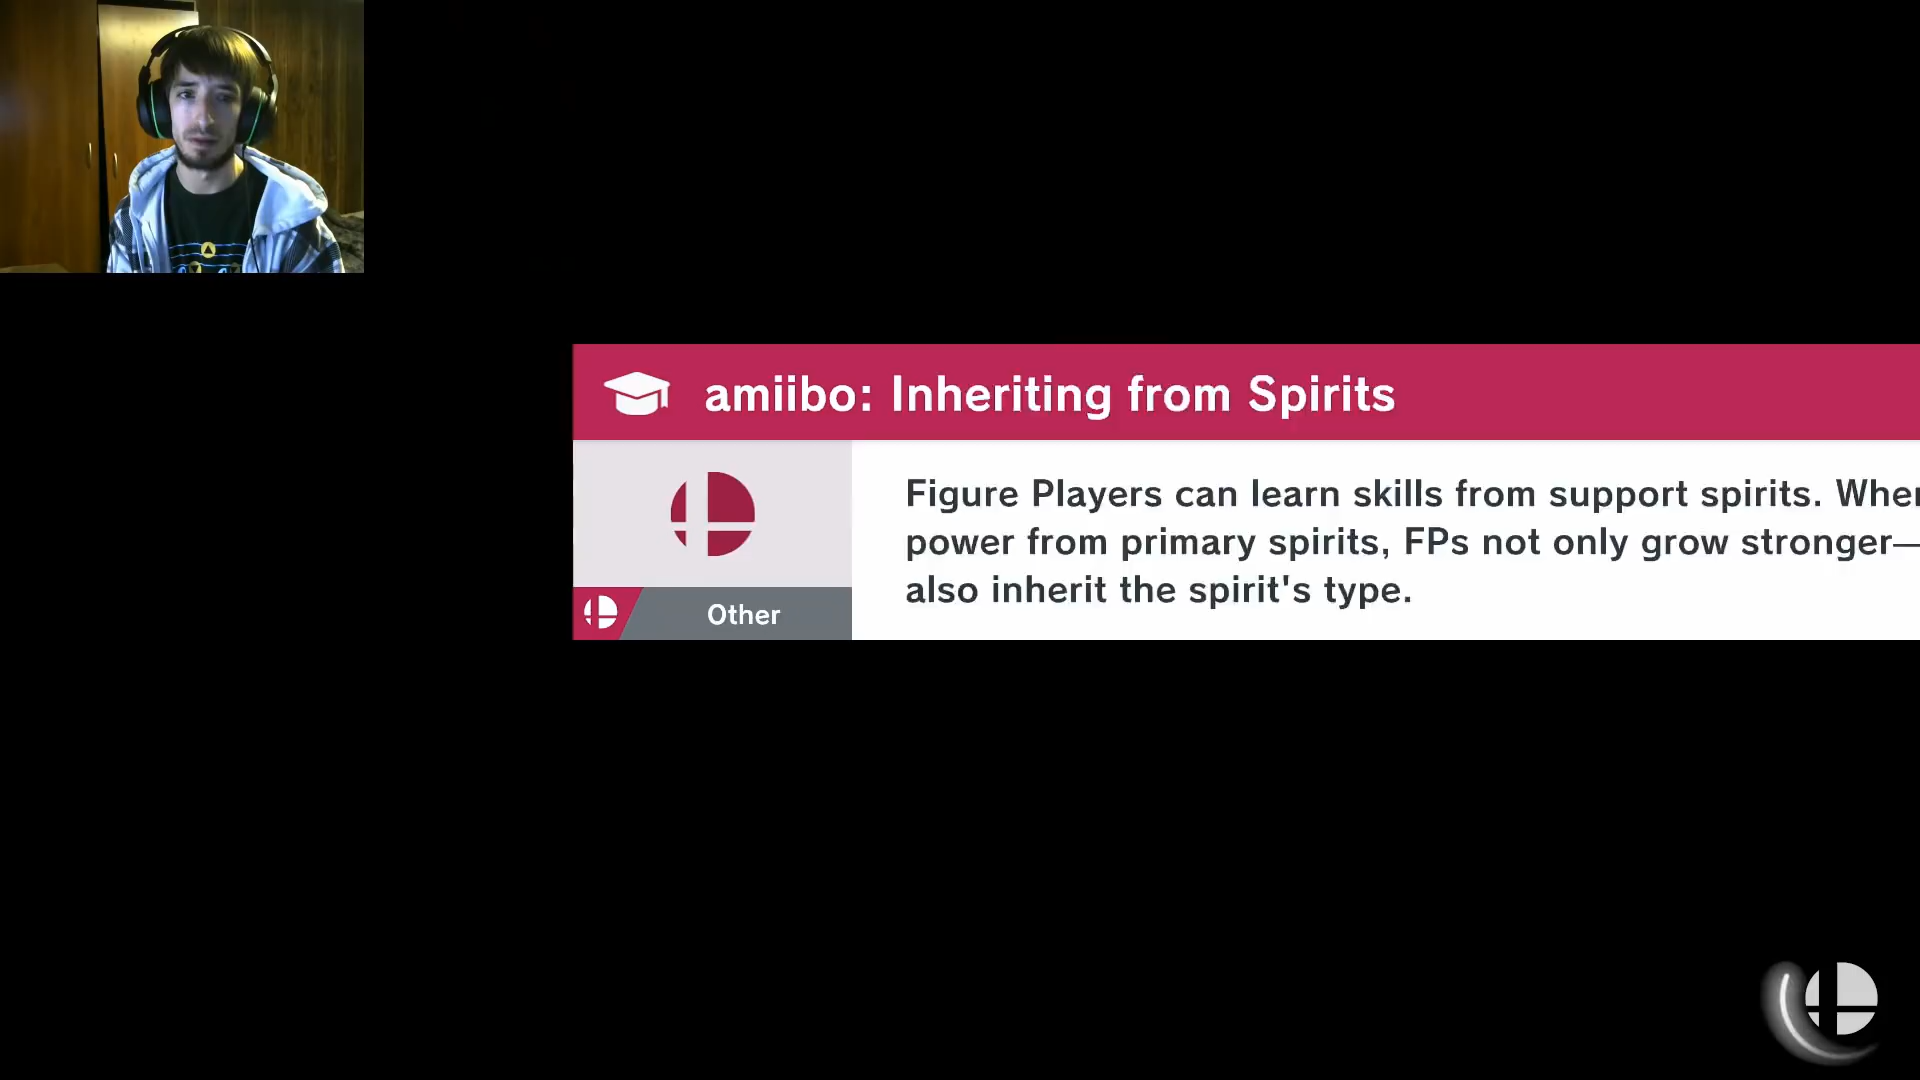 amiibo: Inheriting from Spirits
Figure Players can learn skills from support spirits.
power from primary spirits, FPs not only grow stronger—
also inherit the spirit's type.
Other